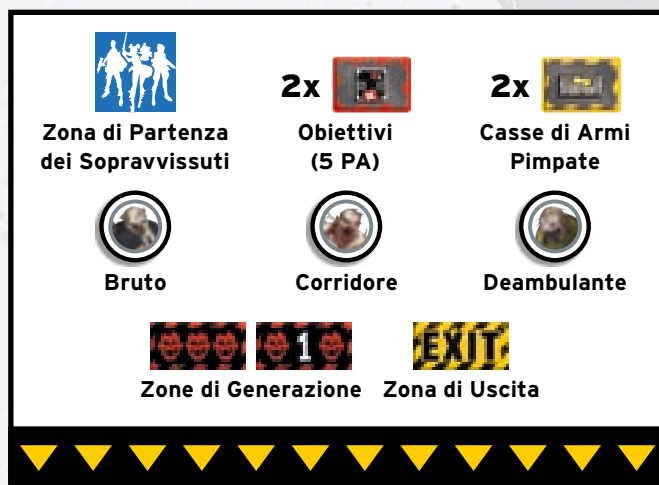 2x
2x
Zona di Partenza
dei Sopravvissuti
Obiettivi
(5 PA)
Casse di Armi
Pimpate
Bruto
Corridore
Deambulante
1
EXIT
Zone di Generazione
Zona di Uscita